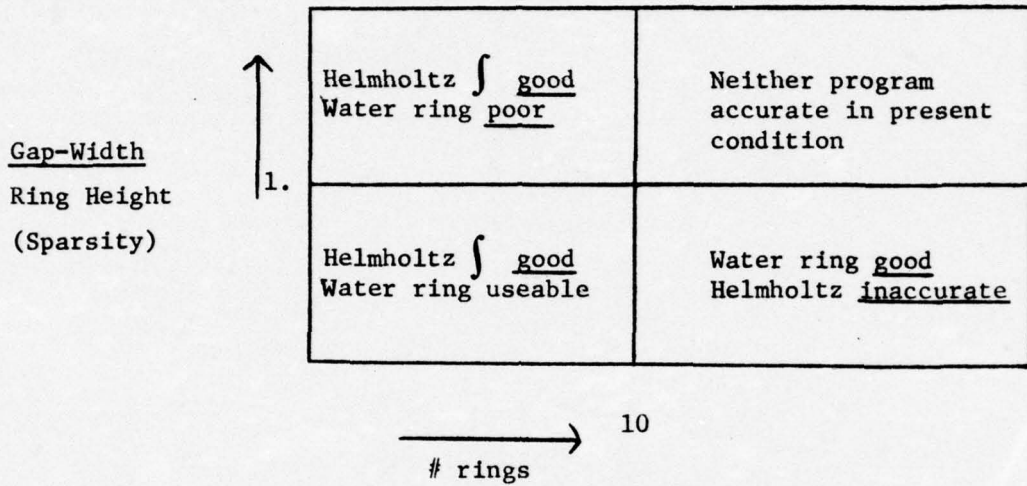 Helmholtz ∫ good
Water ring poor
Neither program
accurate in present
condition
Gap-Width
Ring Height
(Sparsity)
1.
Helmholtz ∫ good
Water ring useable
Water ring good
Helmholtz inaccurate
10
# rings